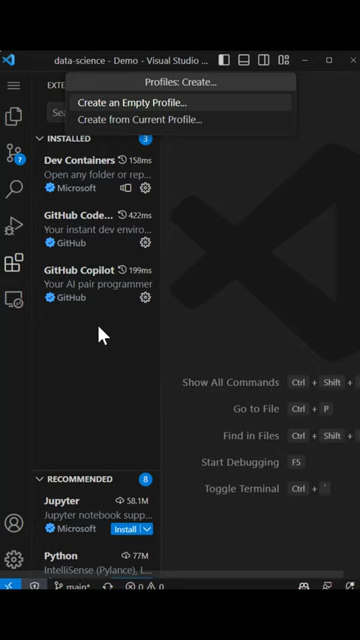 data-science - Demo - Visual Studio ...
Profiles: Create...
Create an Empty Profile...
Create from Current Profile...
INSTALLED
3
Dev Containers
158ms
Open any folder or rep...
Microsoft
GitHub Code...
422ms
Your instant dev enviro...
GitHub
GitHub Copilot
199ms
Your AI pair programmer
GitHub
7
Show All Commands Ctrl + Shift +
Go to File Ctrl + P
Find in Files Ctrl + Shift +
Start Debugging F5
Toggle Terminal Ctrl + `
RECOMMENDED
8
Jupyter
58.1M
Jupyter notebook supp...
Microsoft
Install
Python
77M
IntelliSense (Pylance), L...
main*
0
0